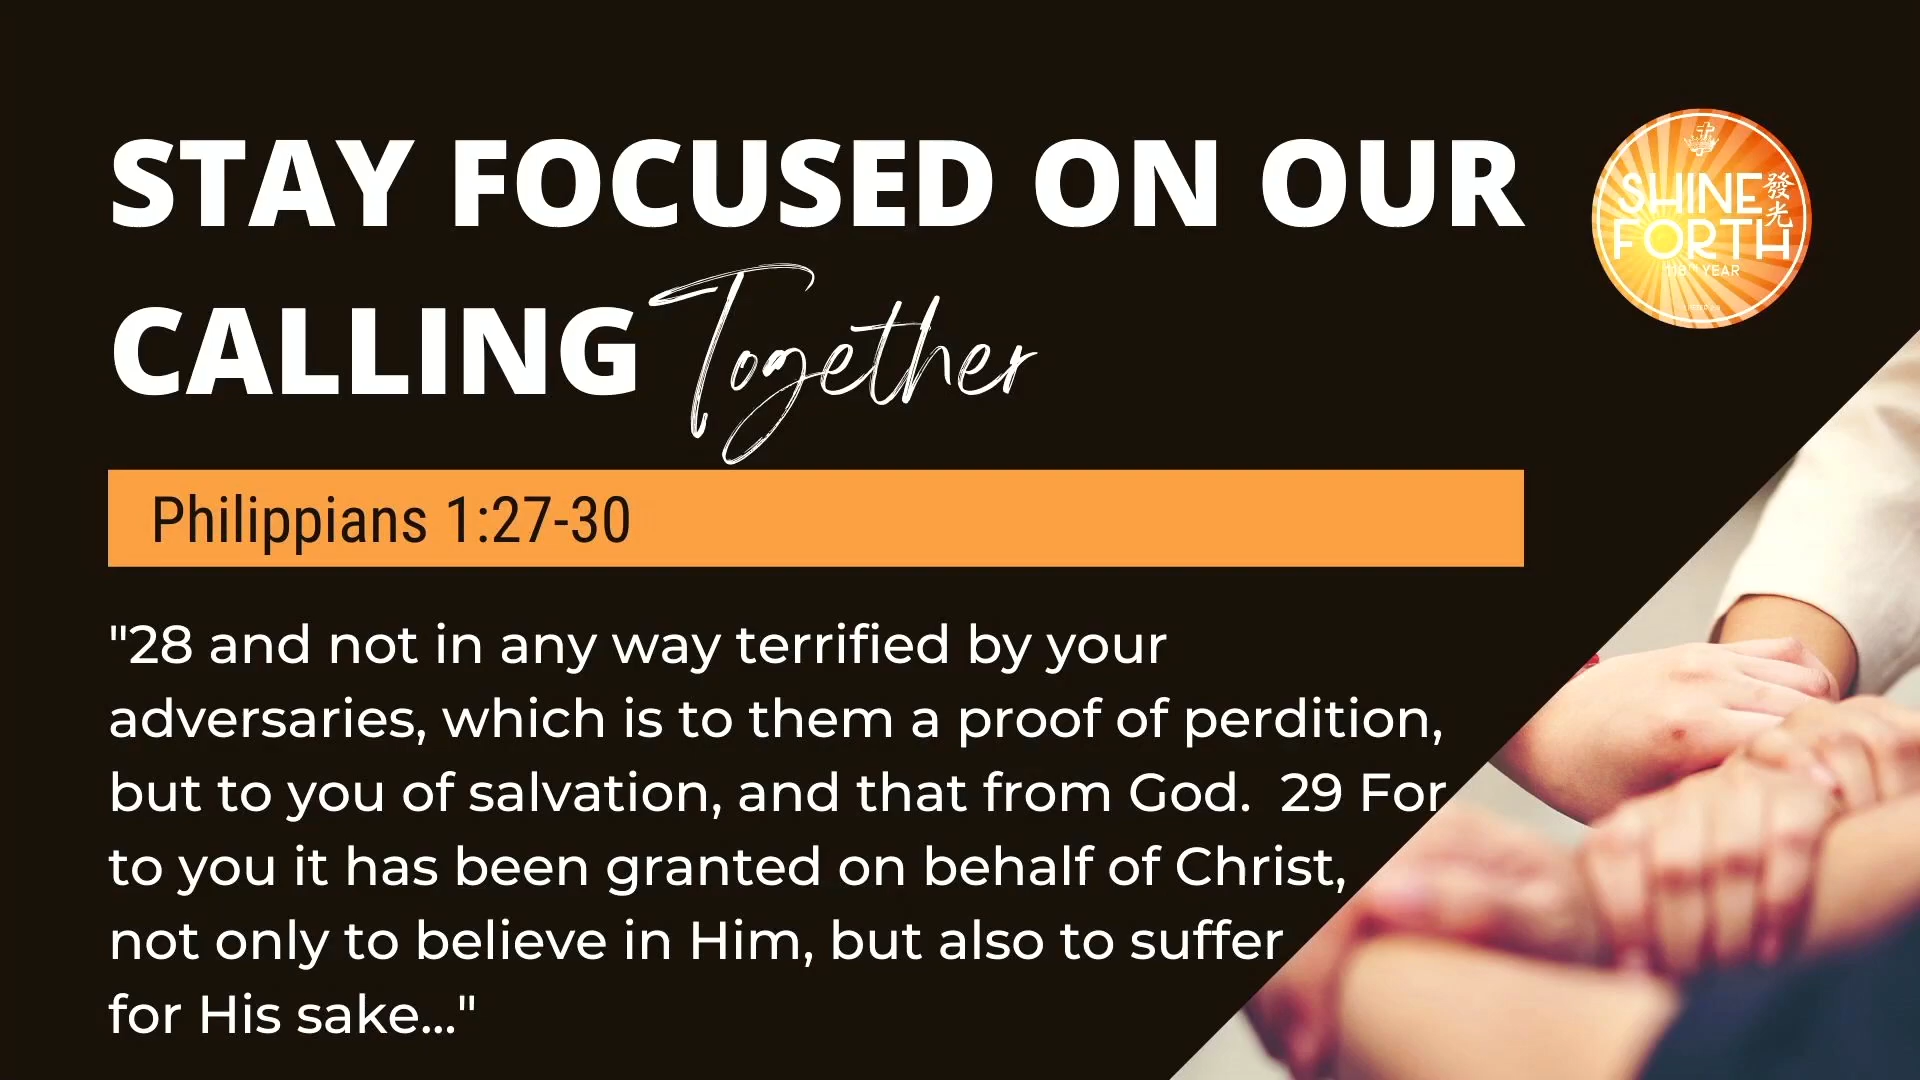 STAY FOCUSED ON OUR
CALLING Together
SHINE 發光
FORTH
YEAR
Philippians 1:27-30
"28 and not in any way terrified by your
adversaries, which is to them a proof of perdition,
but to you of salvation, and that from God.  29 For
to you it has been granted on behalf of Christ,
not only to believe in Him, but also to suffer
for His sake..."